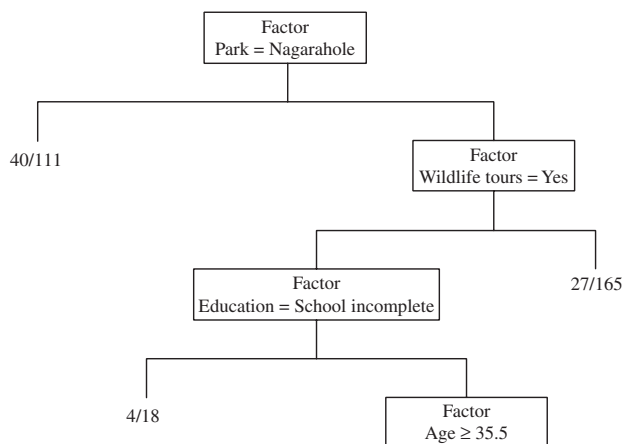 Factor
Park = Nagarahole
40/111
Factor
Wildlife tours = Yes
Factor
Education = School incomplete
27/165
4/18
Factor
Age ≥ 35.5